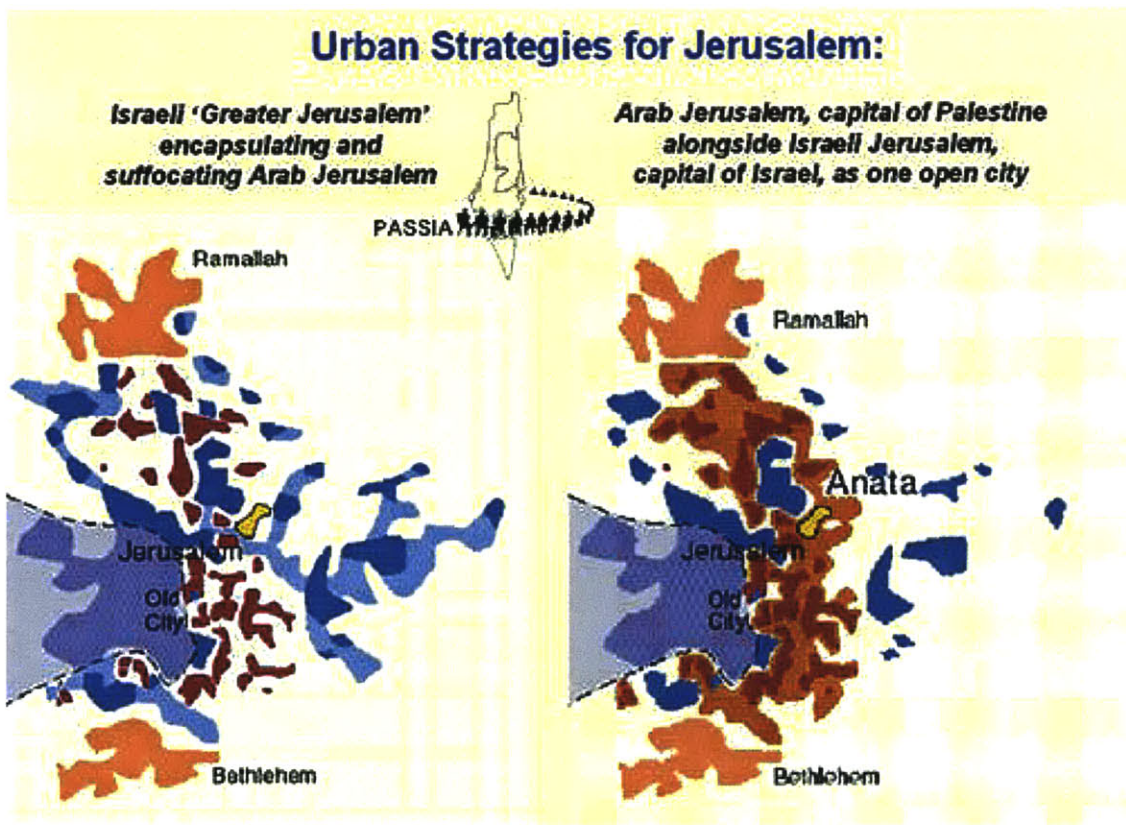 Urban Strategies for Jerusalem:
Israeli ‘Greater Jerusalem’
encapsulating and
suffocating Arab Jerusalem
Arab Jerusalem, capital of Palestine
alongside Israeli Jerusalem,
capital of Israel, as one open city
PASSIA
Ramallah
Jerusalem
Old
City
Bethlehem
Ramallah
Anata
Jerusalem
Old
City
Bethlehem